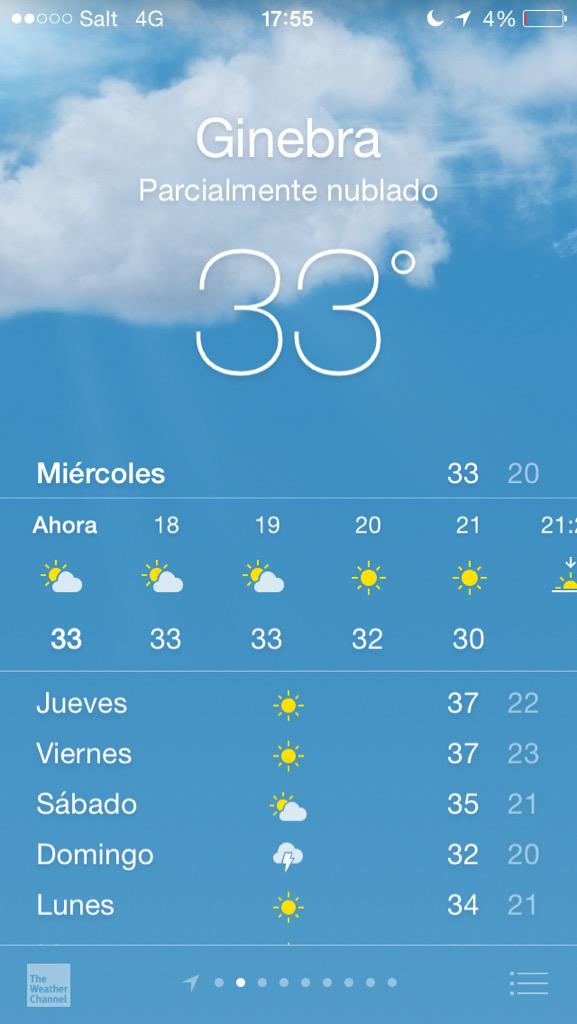 Salt 4G 17:55 4%
Ginebra
Parcialmente nublado
33°
Miércoles 33 20
Ahora 18 19 20 21 21:2
33 33 33 32 30
Jueves 37 22
Viernes 37 23
Sábado 35 21
Domingo 32 20
Lunes 34 21
The
Weather
Channel